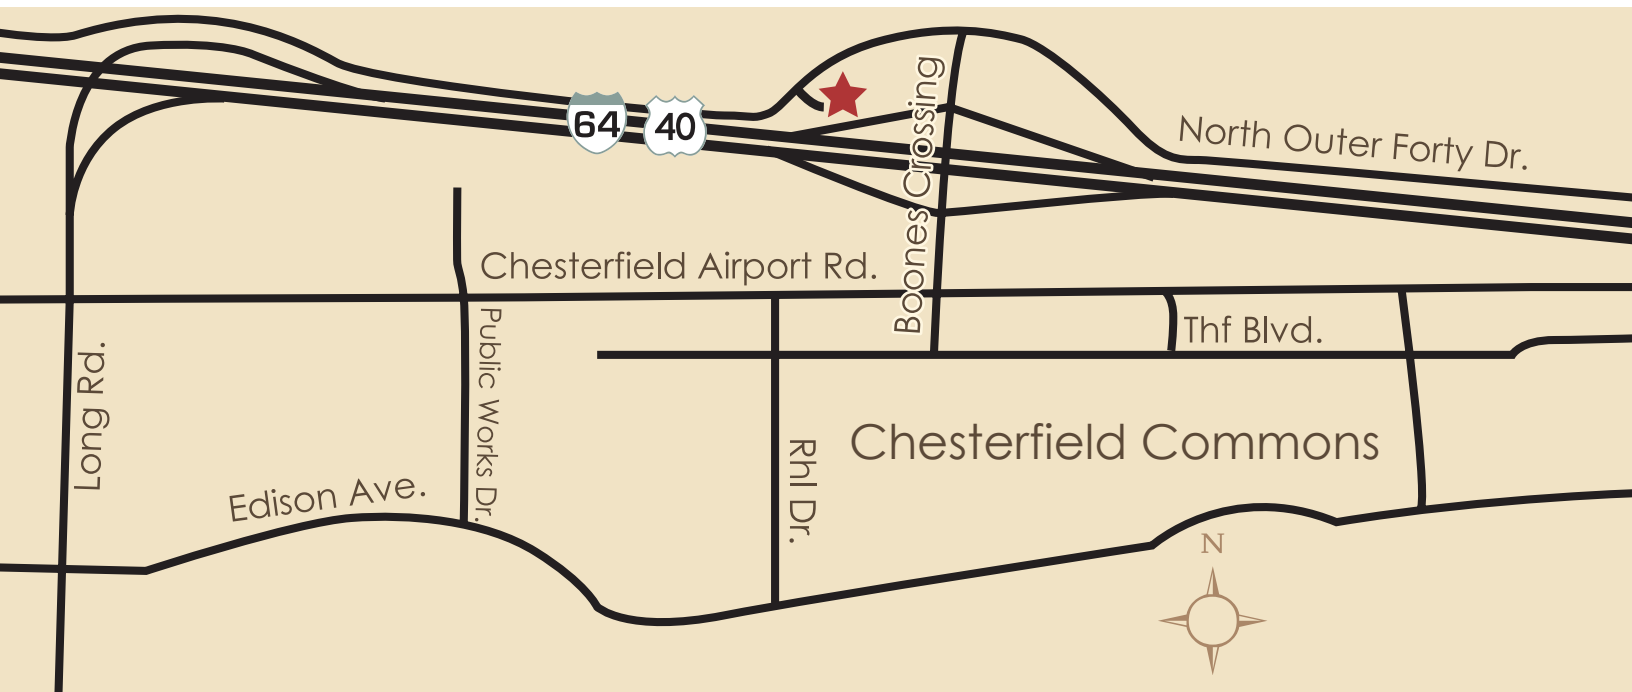 64
40
Boones Crossing
North Outer Forty Dr.
Chesterfield Airport Rd.
Thf Blvd.
Public Works Dr.
Long Rd.
Rhl Dr.
Chesterfield Commons
Edison Ave.
N